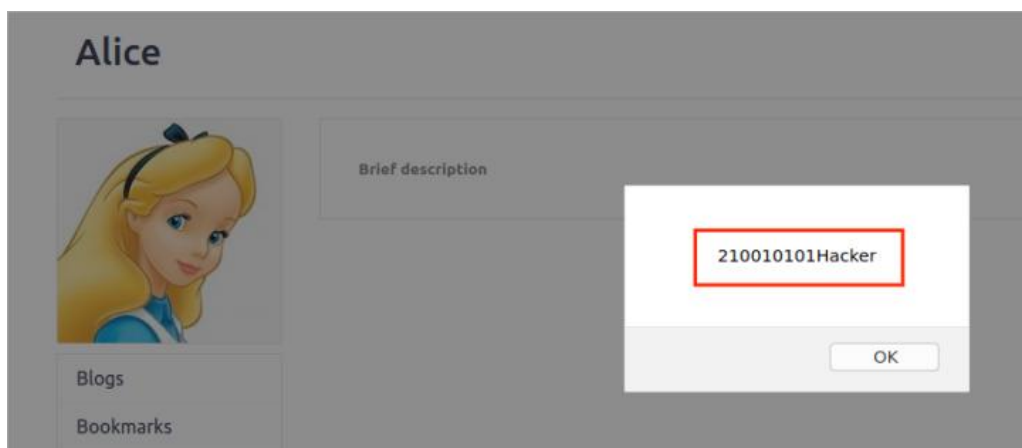 Alice
Brief description
210010101Hacker
OK
Blogs
Bookmarks